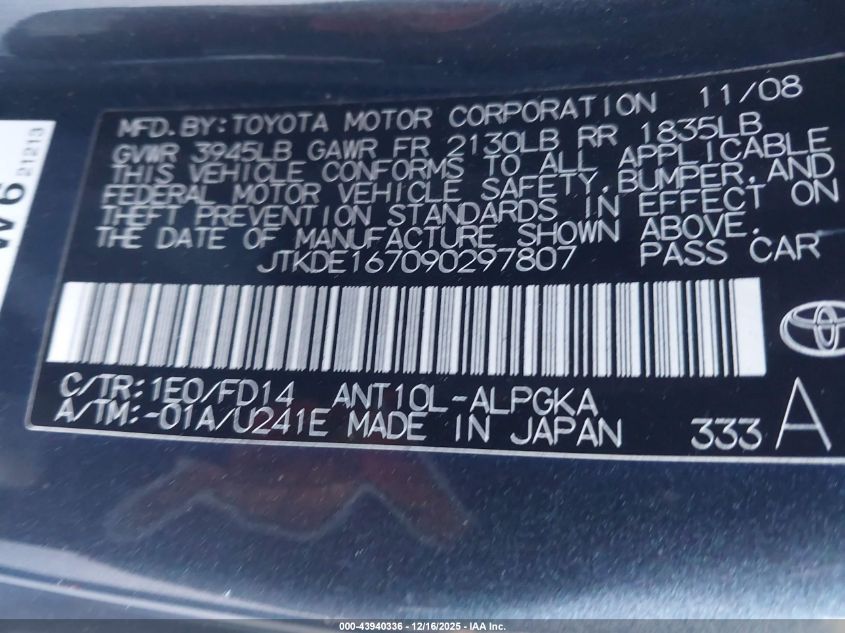 MFD. BY: TOYOTA MOTOR CORPORATION 11/08
GVWR 3945LB GAWR FR 2130LB RR 1835LB
THIS VEHICLE CONFORMS TO ALL APPLICABLE
FEDERAL MOTOR VEHICLE SAFETY, BUMPER, AND
THEFT PREVENTION STANDARDS IN EFFECT ON
THE DATE OF MANUFACTURE SHOWN ABOVE.
JTKDE167090297807 PASS CAR
C/TR: 1E0/FD14 ANT10L-ALPGKA
A/TM: -01A/U241E MADE IN JAPAN 333 A
W6
21213
000-43940336 - 12/16/2025 - IAA Inc.